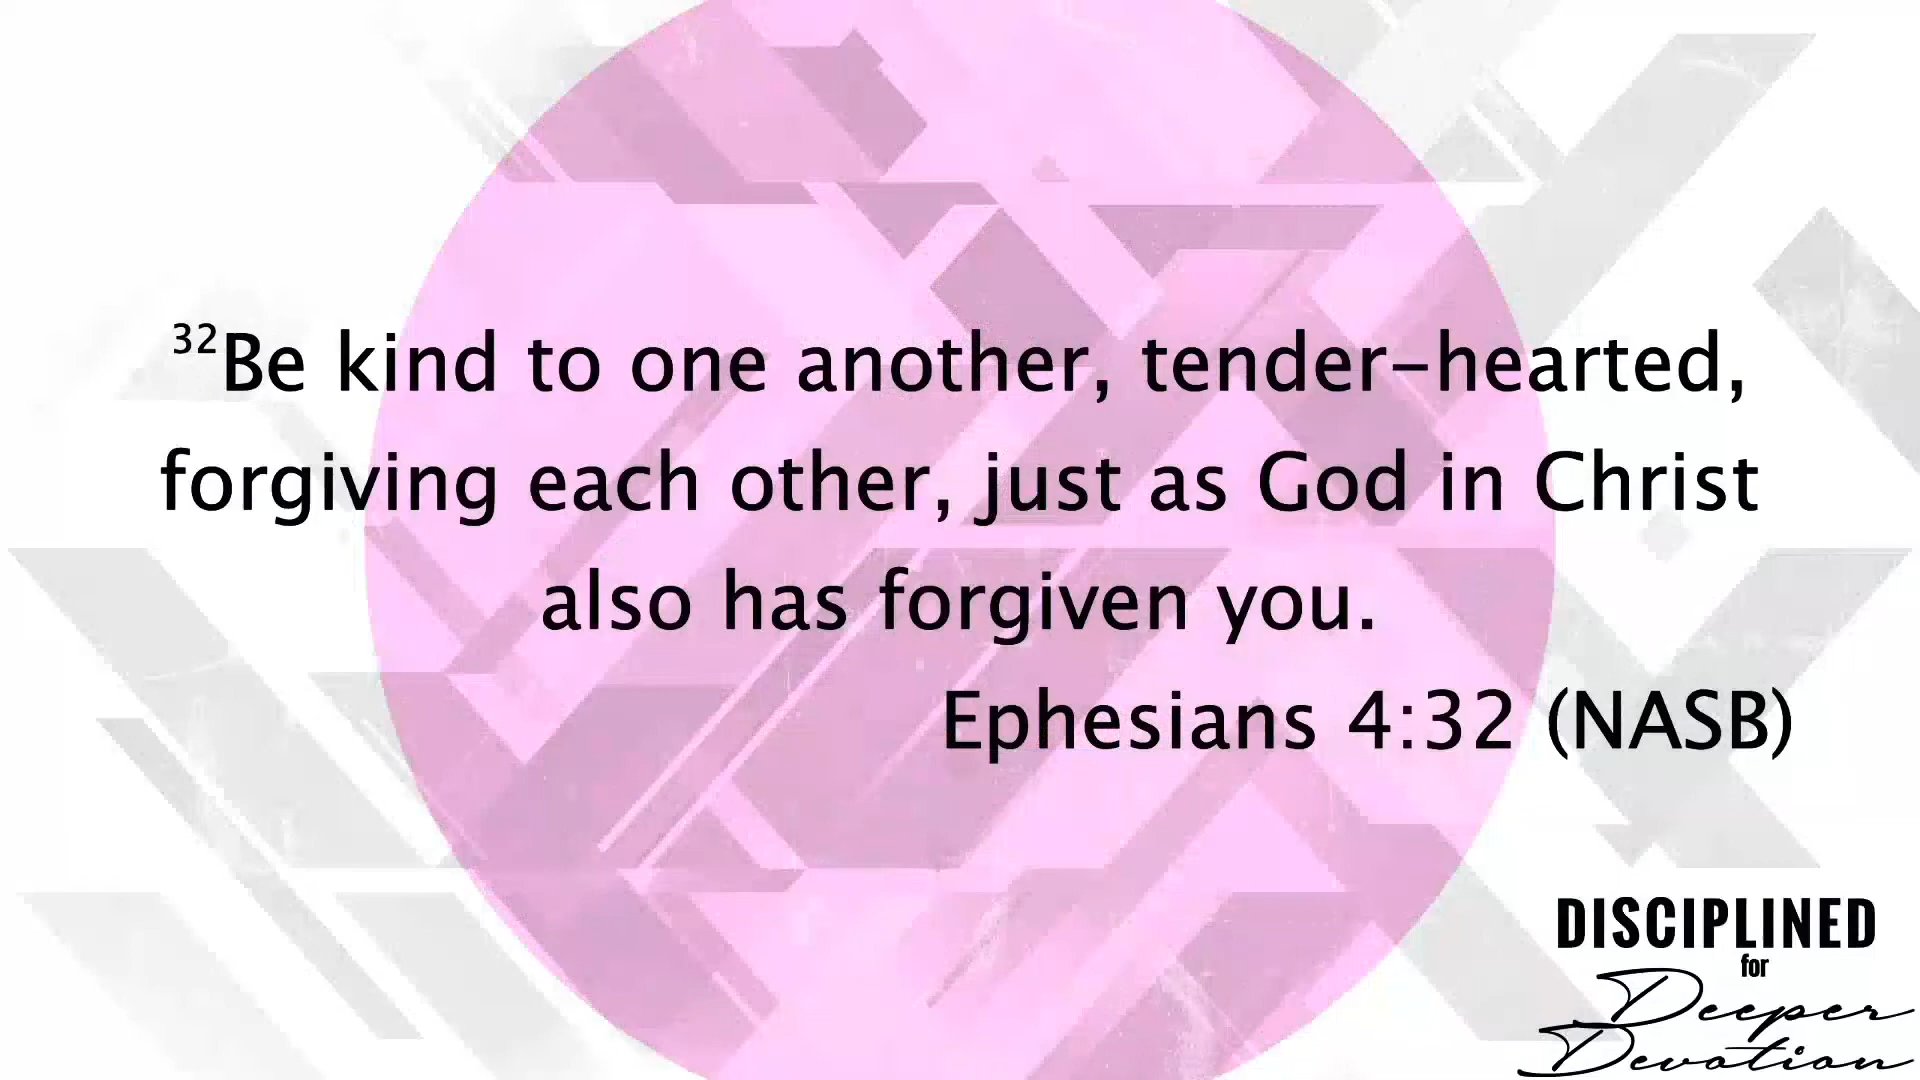 ³²Be kind to one another, tender-hearted,
forgiving each other, just as God in Christ
also has forgiven you.
Ephesians 4:32 (NASB)
DISCIPLINED
for
Deeper
Devotion